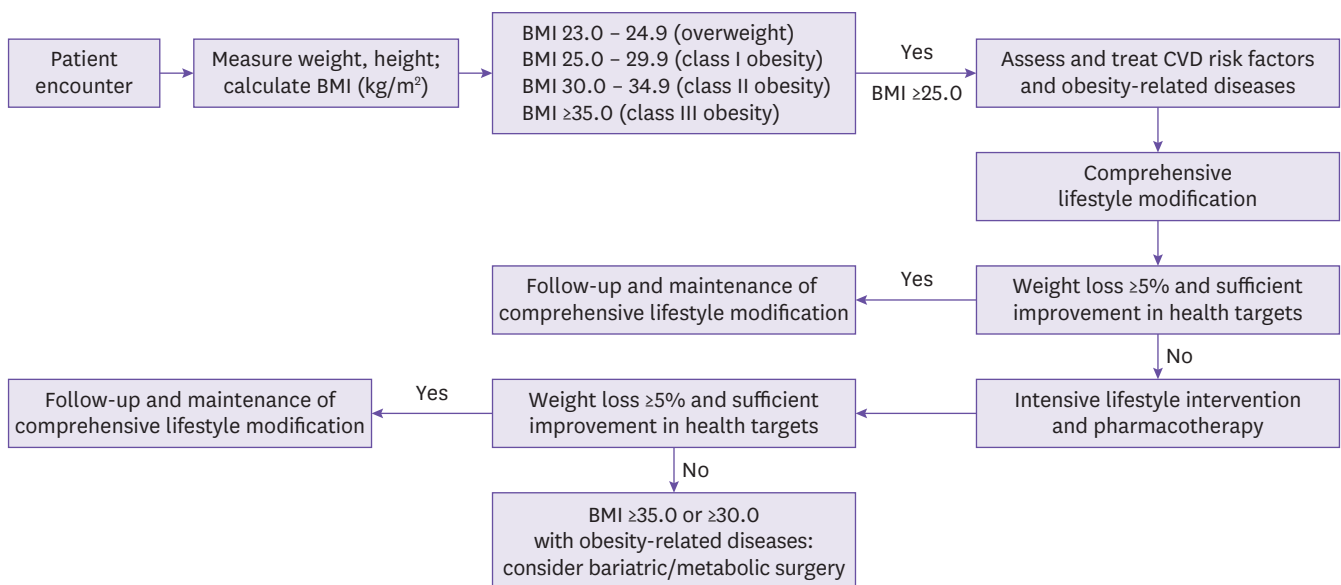 Patient
encounter
Measure weight, height;
calculate BMI (kg/m²)
BMI 23.0 – 24.9 (overweight)
BMI 25.0 – 29.9 (class I obesity)
BMI 30.0 – 34.9 (class II obesity)
BMI ≥35.0 (class III obesity)
Yes
BMI ≥25.0
Assess and treat CVD risk factors
and obesity-related diseases
Comprehensive
lifestyle modification
Weight loss ≥5% and sufficient
improvement in health targets
Yes
Follow-up and maintenance of
comprehensive lifestyle modification
No
Intensive lifestyle intervention
and pharmacotherapy
Weight loss ≥5% and sufficient
improvement in health targets
Yes
Follow-up and maintenance of
comprehensive lifestyle modification
No
BMI ≥35.0 or ≥30.0
with obesity-related diseases:
consider bariatric/metabolic surgery